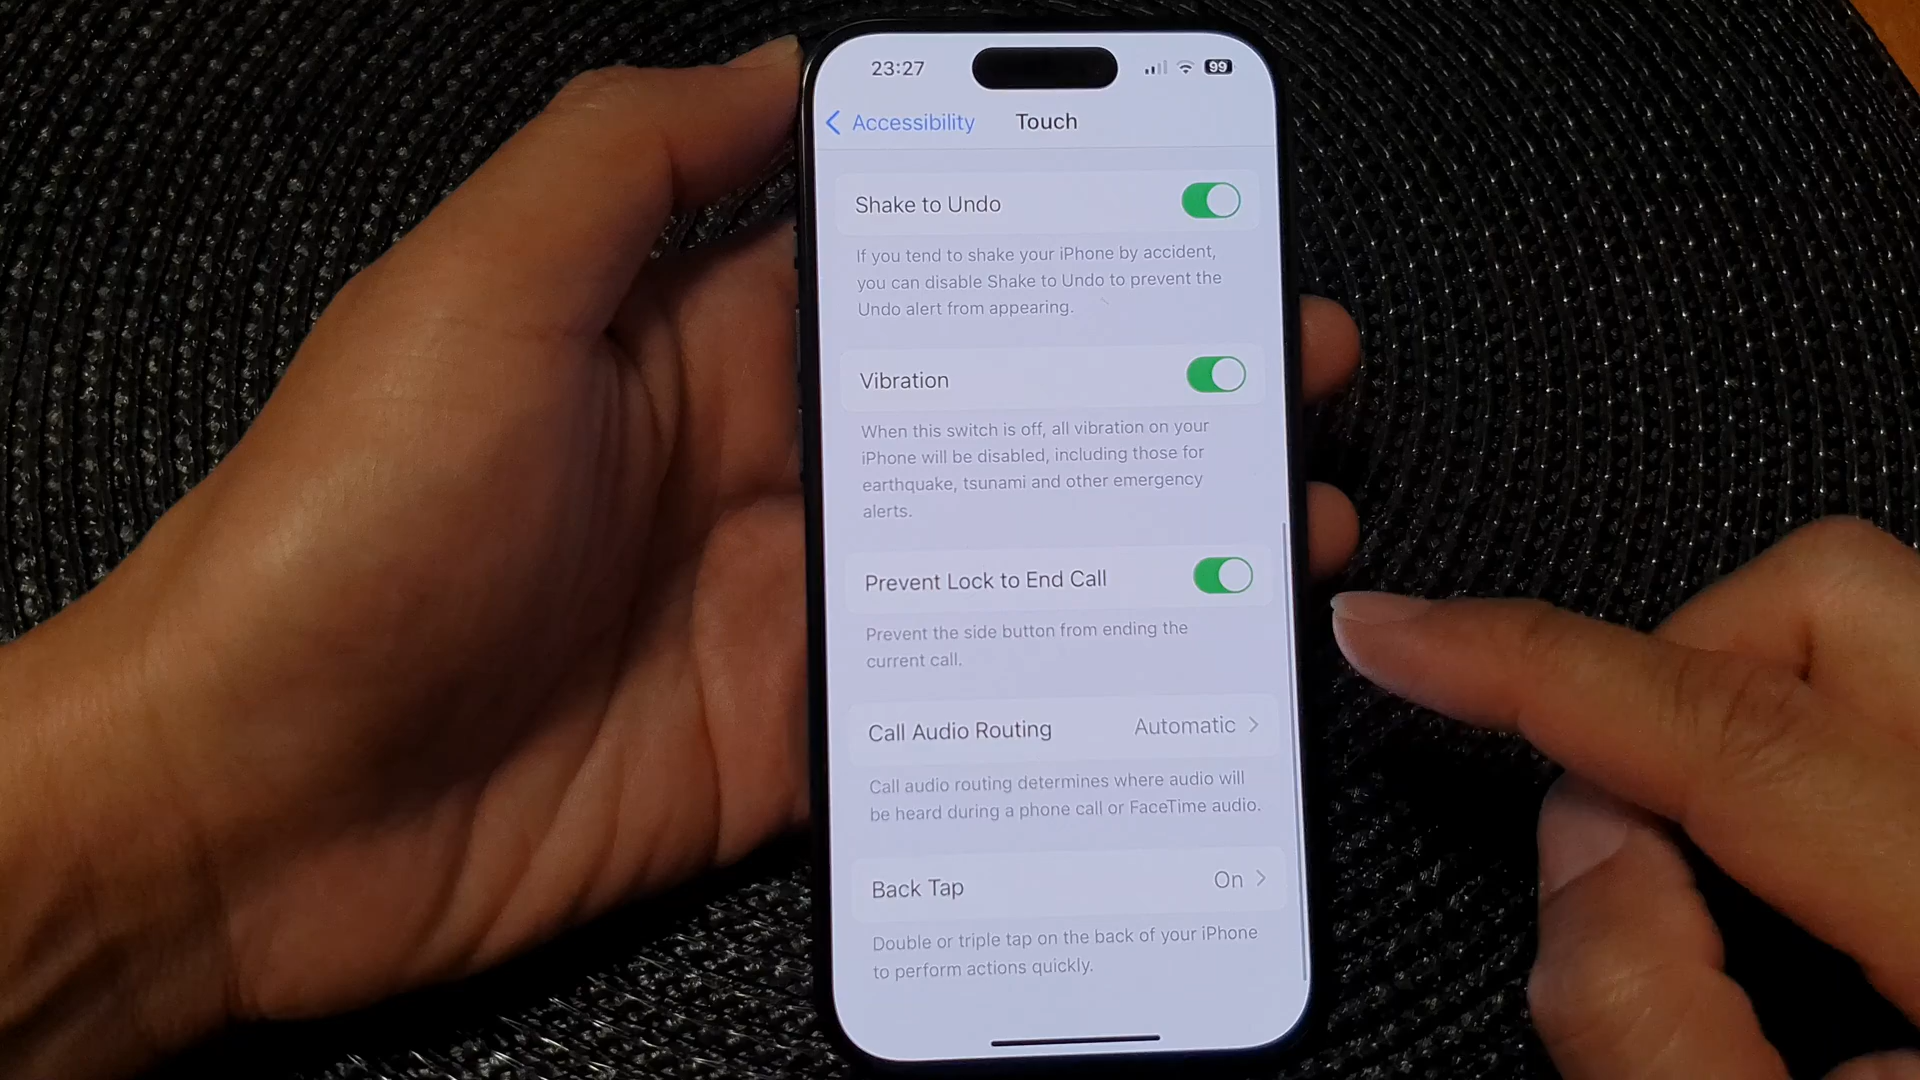 23:27
99
Accessibility
Touch
Shake to Undo
If you tend to shake your iPhone by accident,
you can disable Shake to Undo to prevent the
Undo alert from appearing.
Vibration
When this switch is off, all vibration on your
iPhone will be disabled, including those for
earthquake, tsunami and other emergency
alerts.
Prevent Lock to End Call
Prevent the side button from ending the
current call.
Call Audio Routing Automatic
Call audio routing determines where audio will
be heard during a phone call or FaceTime audio.
Back Tap On
Double or triple tap on the back of your iPhone
to perform actions quickly.